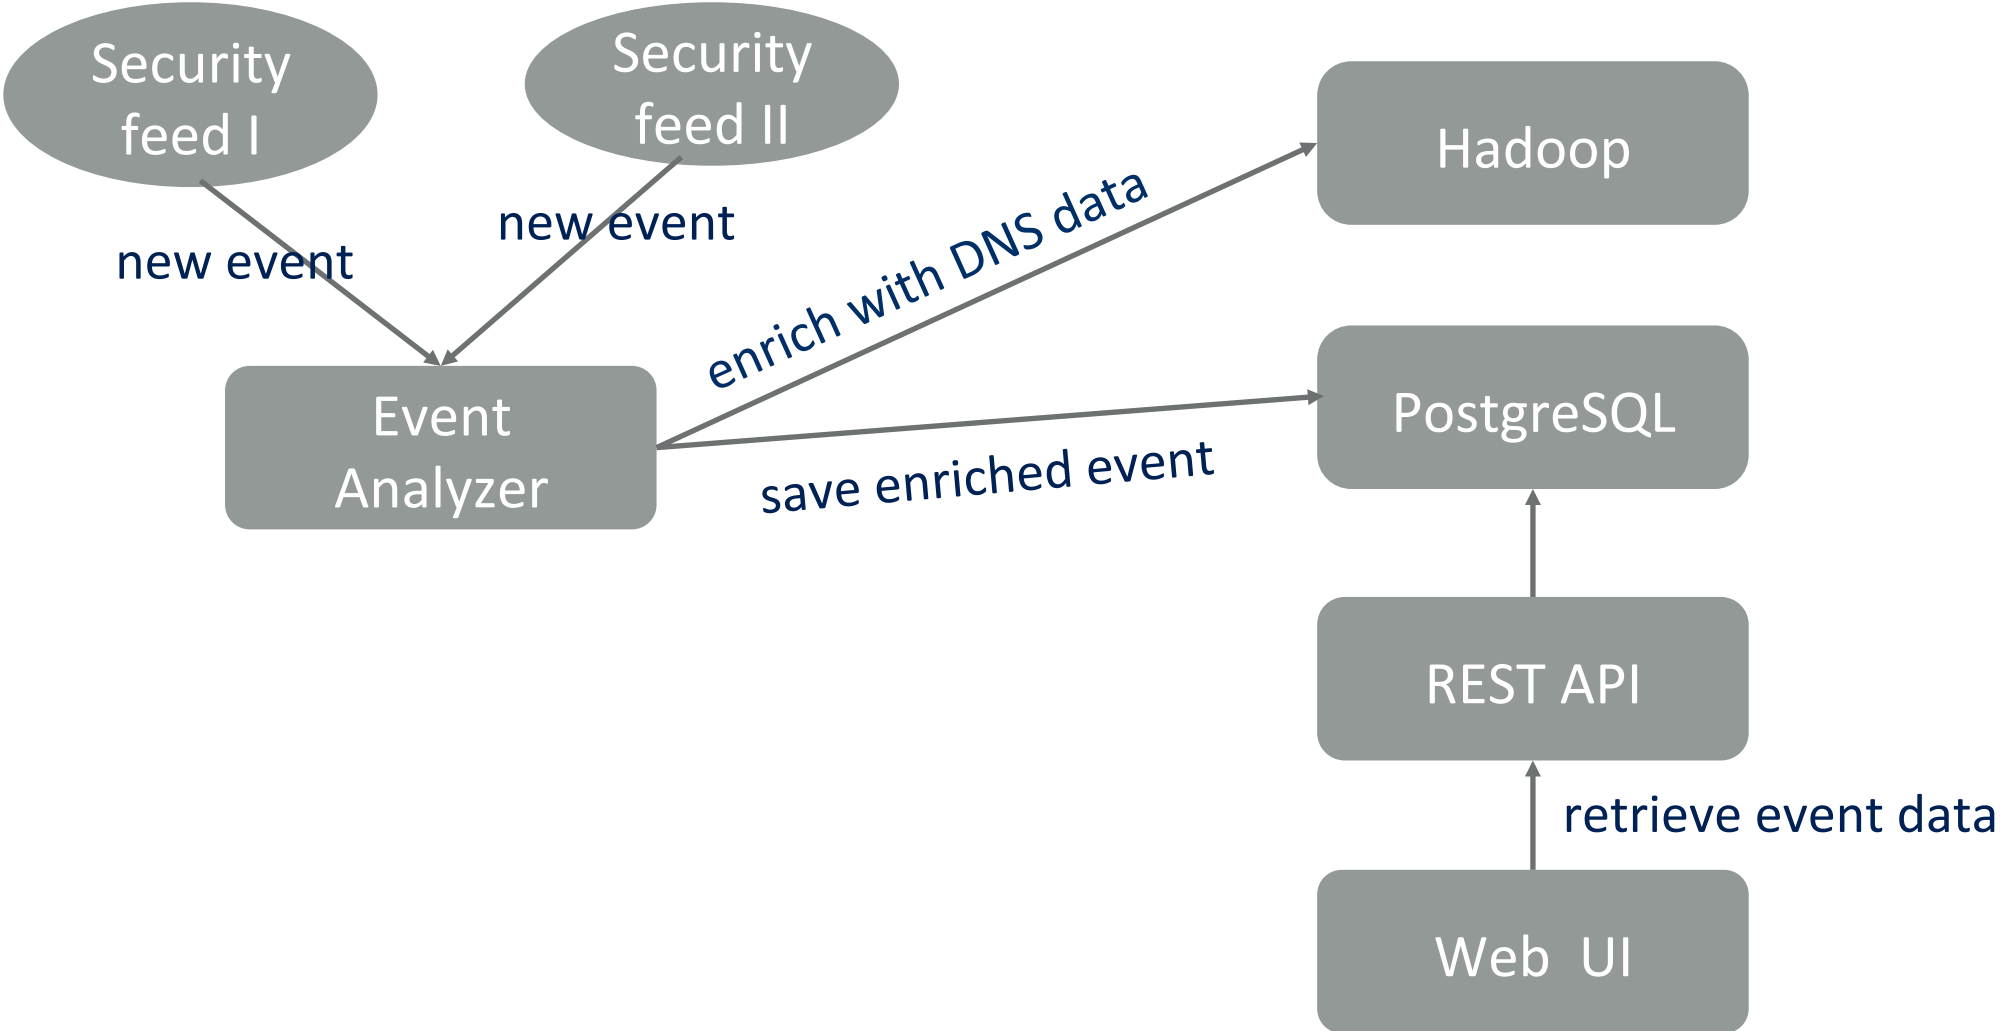 Security
feed I
Security
feed II
new event
new event
enrich with DNS data
Hadoop
Event
Analyzer
save enriched event
PostgreSQL
REST API
retrieve event data
Web UI